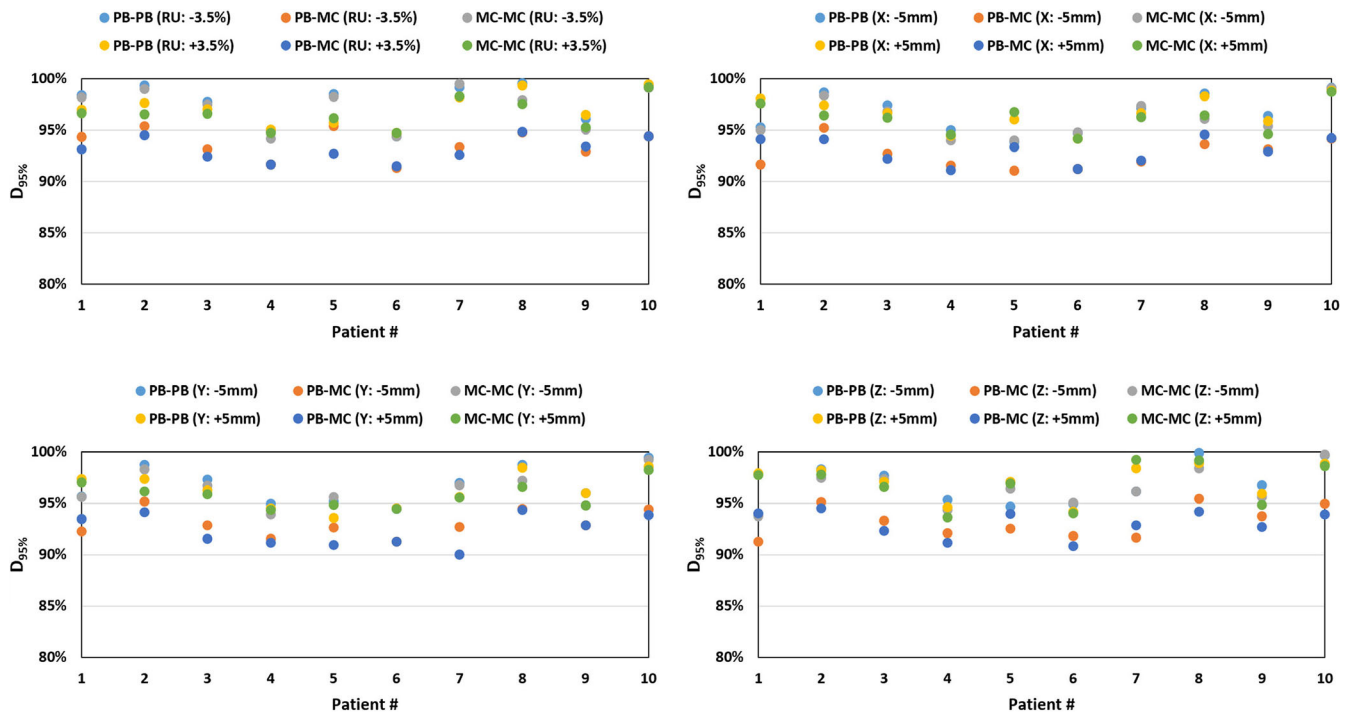 PB-PB (RU: -3.5%) PB-MC (RU: -3.5%) MC-MC (RU: -3.5%)
PB-PB (RU: +3.5%) PB-MC (RU: +3.5%) MC-MC (RU: +3.5%)
100%
95%
90%
85%
80%
D95%
1 2 3 4 5 6 7 8 9 10
Patient #
PB-PB (X: -5mm) PB-MC (X: -5mm) MC-MC (X: -5mm)
PB-PB (X: +5mm) PB-MC (X: +5mm) MC-MC (X: +5mm)
100%
95%
90%
85%
80%
D95%
1 2 3 4 5 6 7 8 9 10
Patient #
PB-PB (Y: -5mm) PB-MC (Y: -5mm) MC-MC (Y: -5mm)
PB-PB (Y: +5mm) PB-MC (Y: +5mm) MC-MC (Y: +5mm)
100%
95%
90%
85%
80%
D95%
1 2 3 4 5 6 7 8 9 10
Patient #
PB-PB (Z: -5mm) PB-MC (Z: -5mm) MC-MC (Z: -5mm)
PB-PB (Z: +5mm) PB-MC (Z: +5mm) MC-MC (Z: +5mm)
100%
95%
90%
85%
80%
D95%
1 2 3 4 5 6 7 8 9 10
Patient #